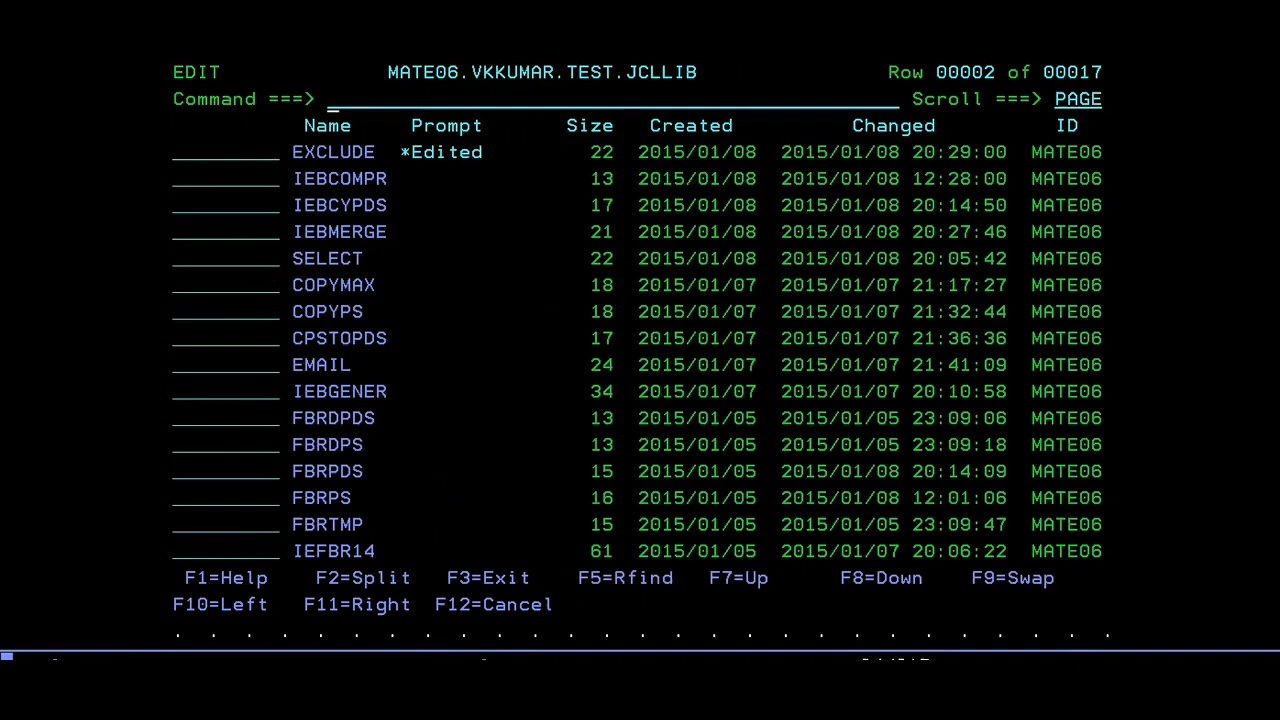 EDIT MATE06.VKKUMAR.TEST.JCLLIB Row 00002 of 00017
Command ===> Scroll ===> PAGE
Name Prompt Size Created Changed ID
EXCLUDE *Edited 22 2015/01/08 2015/01/08 20:29:00 MATE06
IEBCOMPR 13 2015/01/08 2015/01/08 12:28:00 MATE06
IEBCYPDS 17 2015/01/08 2015/01/08 20:14:50 MATE06
IEBMERGE 21 2015/01/08 2015/01/08 20:27:46 MATE06
SELECT 22 2015/01/08 2015/01/08 20:05:42 MATE06
COPYMAX 18 2015/01/07 2015/01/07 21:17:27 MATE06
COPYPS 18 2015/01/07 2015/01/07 21:32:44 MATE06
CPSTOPDS 17 2015/01/07 2015/01/07 21:36:36 MATE06
EMAIL 24 2015/01/07 2015/01/07 21:41:09 MATE06
IEBGENER 34 2015/01/07 2015/01/07 20:10:58 MATE06
FBRDPDS 13 2015/01/05 2015/01/05 23:09:06 MATE06
FBRDPS 13 2015/01/05 2015/01/05 23:09:18 MATE06
FBRPDS 15 2015/01/05 2015/01/08 20:14:09 MATE06
FBRPS 16 2015/01/05 2015/01/08 12:01:06 MATE06
FBRTMP 15 2015/01/05 2015/01/05 23:09:47 MATE06
IEFBR14 61 2015/01/05 2015/01/07 20:06:22 MATE06
F1=Help F2=Split F3=Exit F5=Rfind F7=Up F8=Down F9=Swap
F10=Left F11=Right F12=Cancel